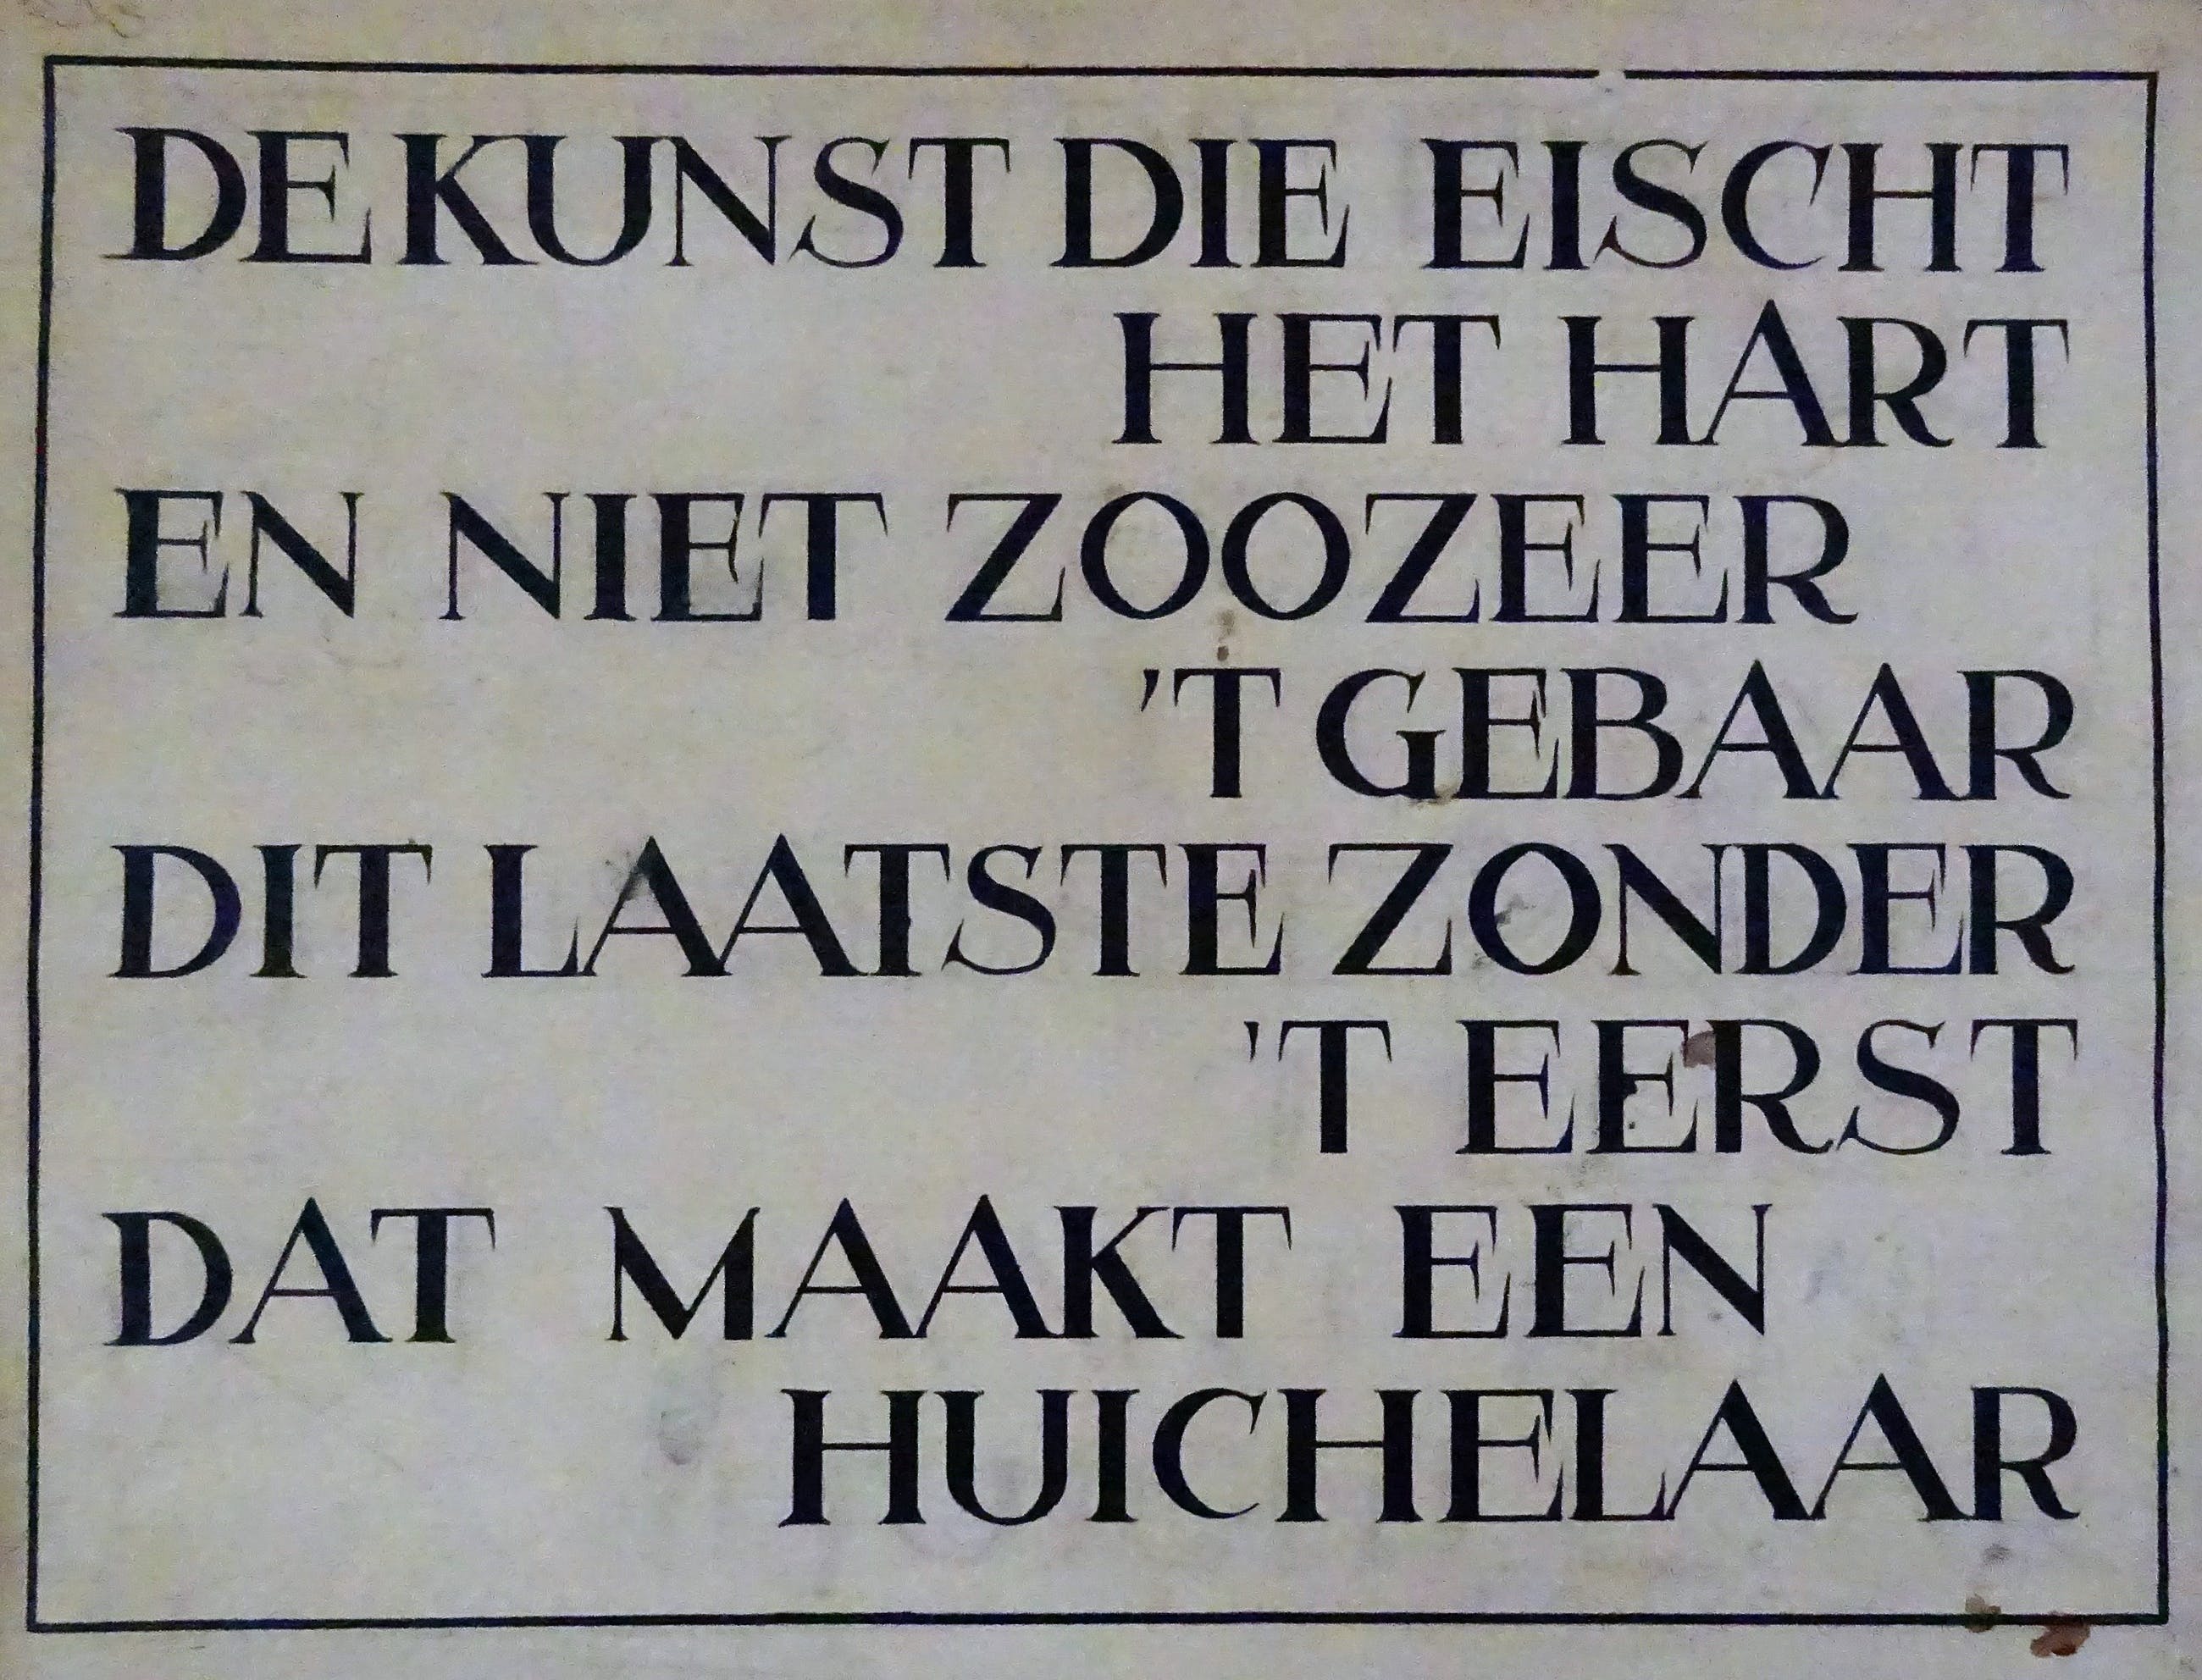 DE KUNST DIE EISCHT
HET HART
EN NIET ZOOZEER
'T GEBAAR
DIT LAATSTE ZONDER
'T EERST
DAT MAAKT EEN
HUICHELAAR